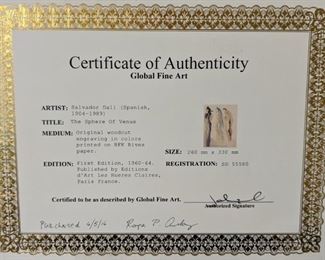 Certificate of Authenticity
Global Fine Art
ARTIST: Salvador Dali (Spanish, 1904-1989)
TITLE: The Sphere Of Venus
MEDIUM: Original woodcut
engraving in colors
printed on BFK Rives
paper.
SIZE: 240 mm x 330 mm
EDITION: First Edition, 1960-64.
Published by Editions
d'Art Les Hueres Claires,
Paris France.
REGISTRATION: SD 55580
Certified to be as described by Global Fine Art.
Authorized Signature
Purchased 6/8/16